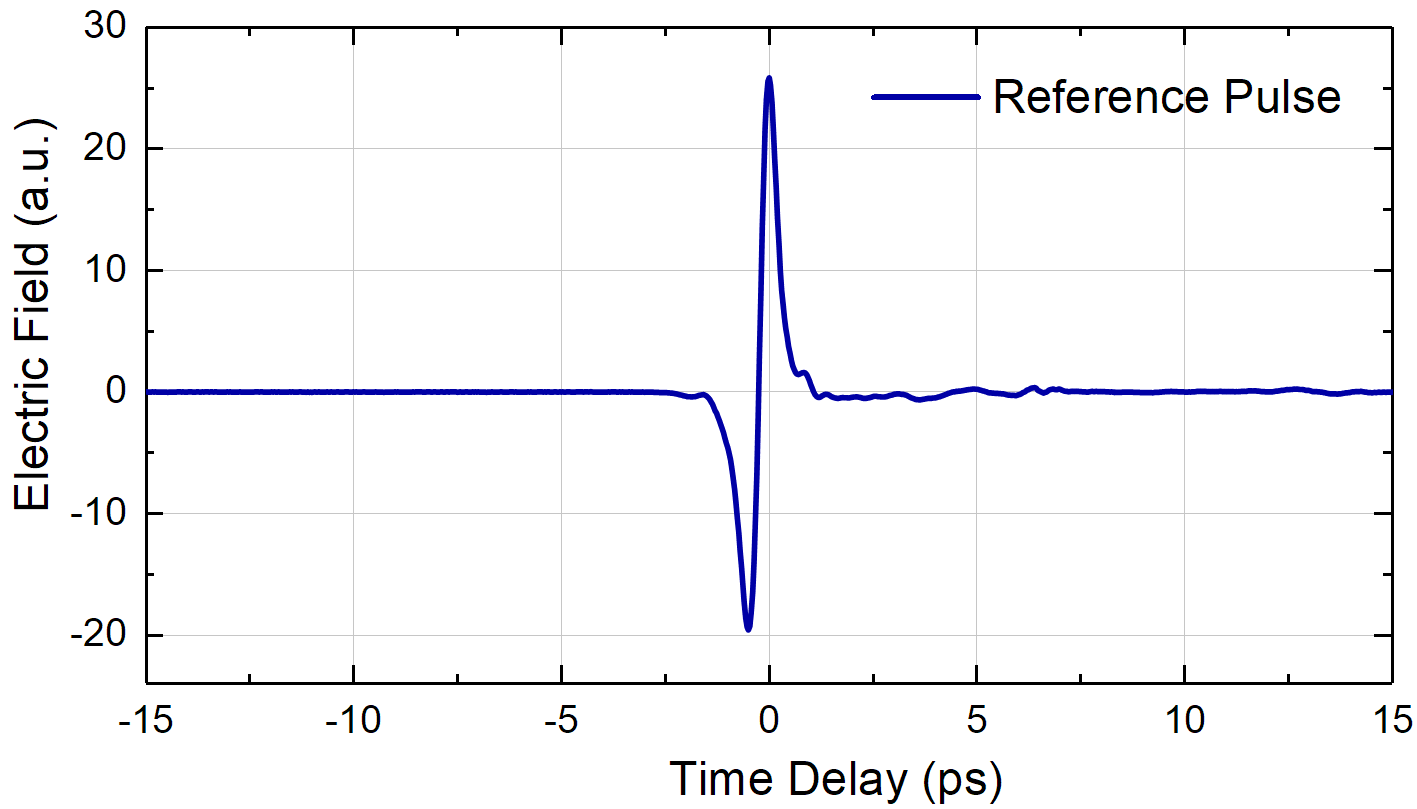 30
Reference Pulse
20
10
0
-10
-20
Electric Field (a.u.)
-15 -10 -5 0 5 10 15
Time Delay (ps)